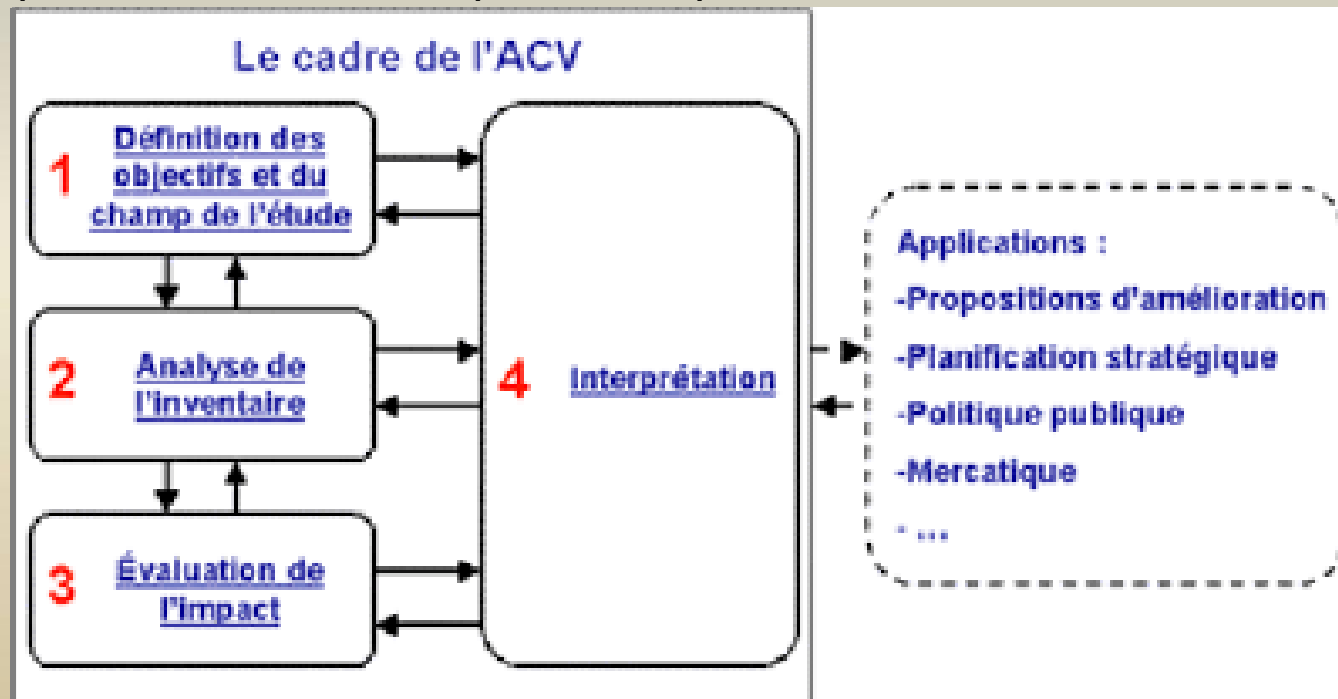 Le cadre de l'ACV
1
Définition des
objectifs et du
champ de l'étude
2
Analyse de
l'inventaire
3
Évaluation de
l'impact
4
Interprétation
Applications :
-Propositions d'amélioration
-Planification stratégique
-Politique publique
-Mercatique
- ...